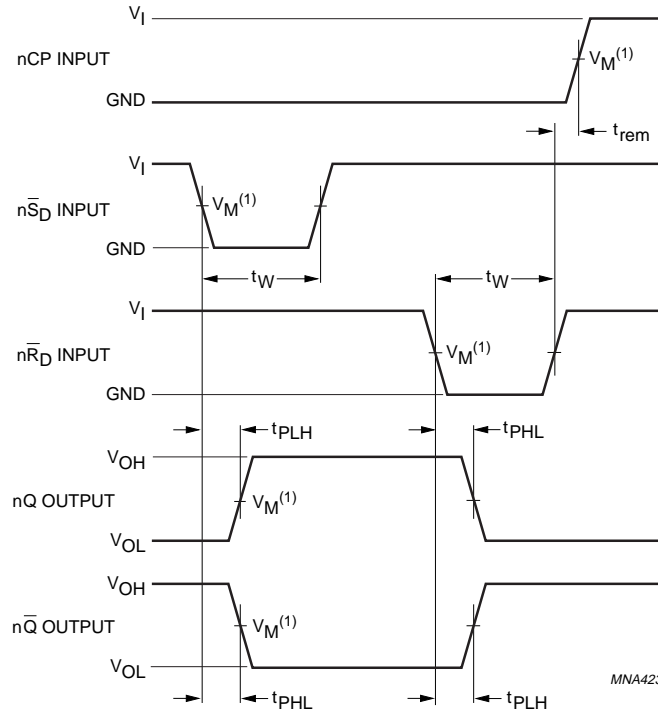 V_I
nCP INPUT
V_M^(1)
GND
t_rem
V_I
nS̅_D INPUT
V_M^(1)
GND
t_W
t_W
V_I
nR̅_D INPUT
V_M^(1)
GND
t_PLH
t_PHL
V_OH
nQ OUTPUT
V_M^(1)
V_OL
V_OH
nQ̅ OUTPUT
V_M^(1)
V_OL
MNA423
t_PHL
t_PLH